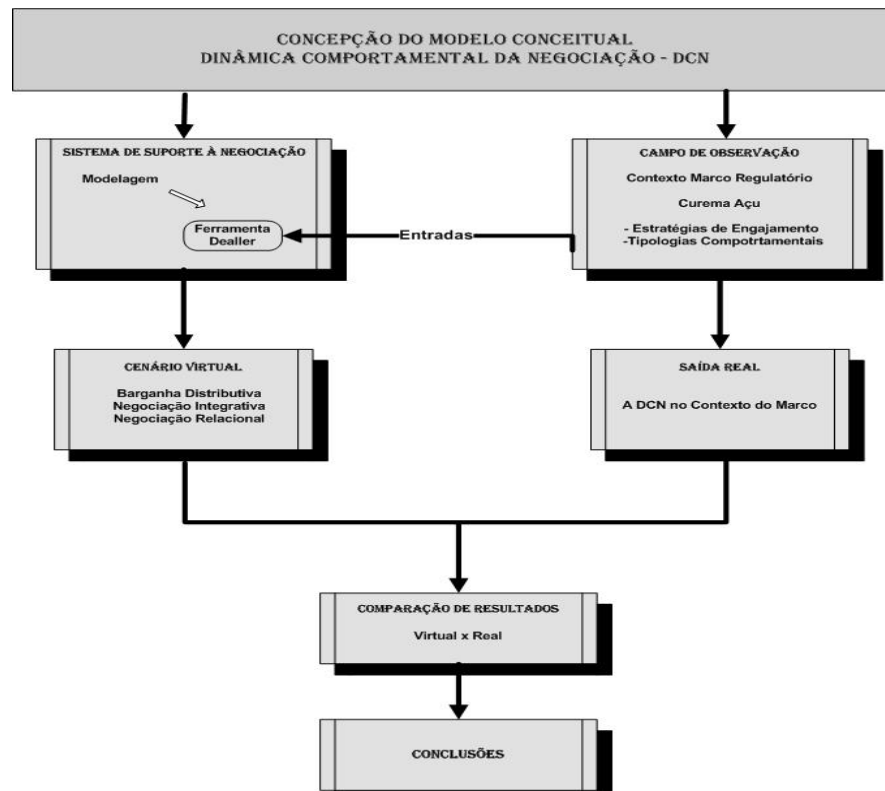 CONCEPÇÃO DO MODELO CONCEITUAL
DINÂMICA COMPORTAMENTAL DA NEGOCIAÇÃO - DCN
SISTEMA DE SUPORTE À NEGOCIAÇÃO
Modelagem
Ferramenta
Dealler
Entradas
CAMPO DE OBSERVAÇÃO
Contexto Marco Regulatório
Curema Açu
- Estratégias de Engajamento
-Tipologias Compotrtamentais
CENÁRIO VIRTUAL
Barganha Distributiva
Negociação Integrativa
Negociação Relacional
SAÍDA REAL
A DCN no Contexto do Marco
COMPARAÇÃO DE RESULTADOS
Virtual x Real
CONCLUSÕES